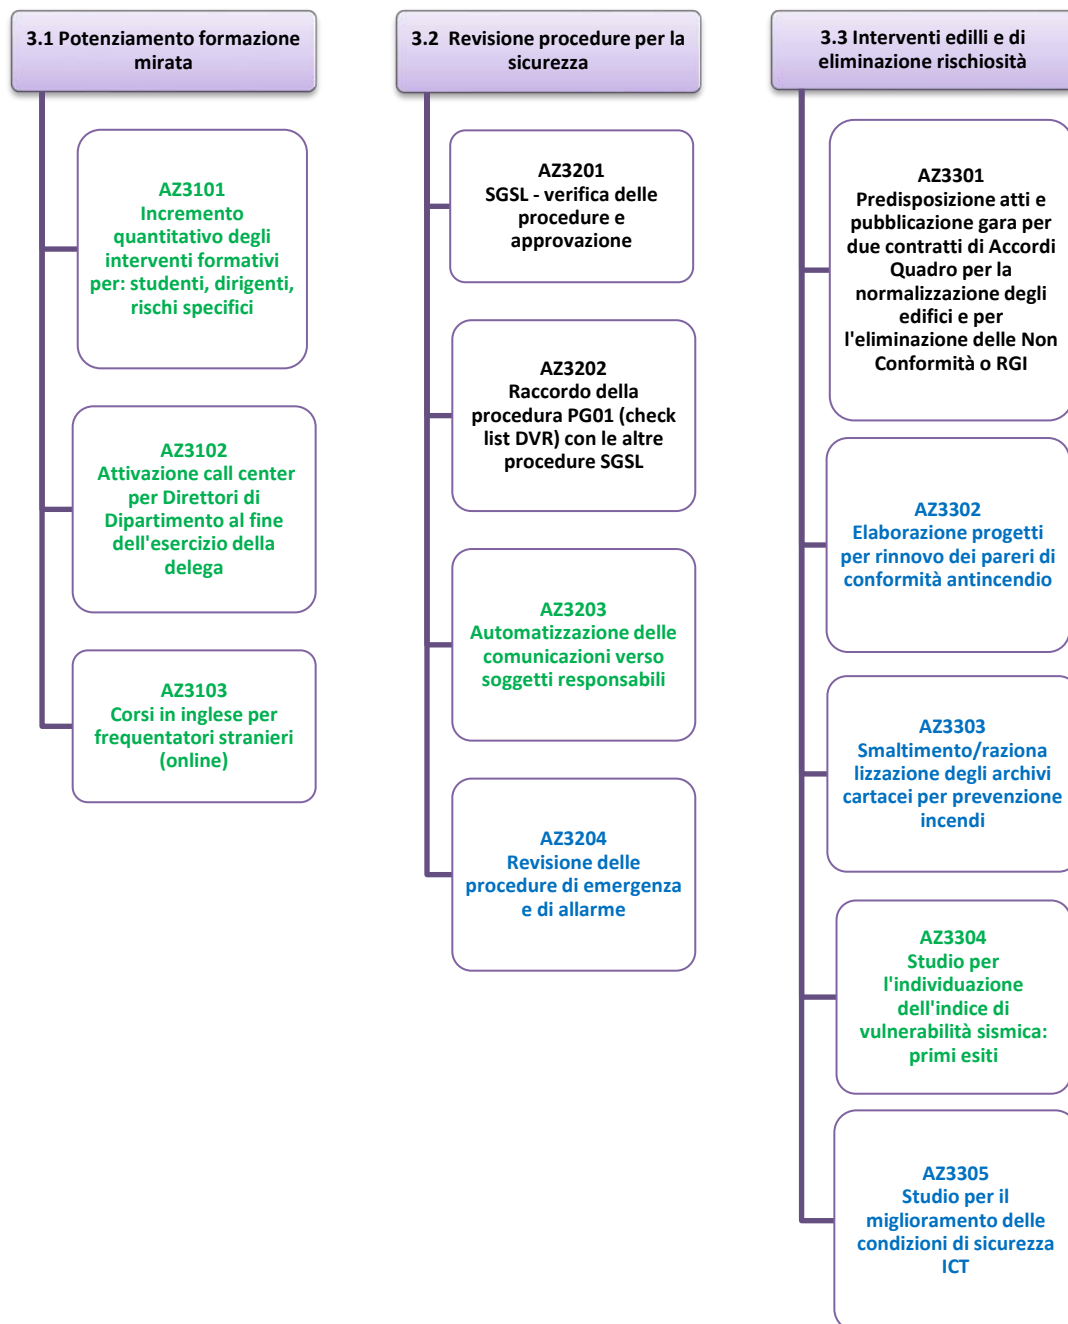 3.1 Potenziamento formazione
mirata
AZ3101
Incremento
quantitativo degli
interventi formativi
per: studenti, dirigenti,
rischi specifici
AZ3102
Attivazione call center
per Direttori di
Dipartimento al fine
dell'esercizio della
delega
AZ3103
Corsi in inglese per
frequentatori stranieri
(online)
3.2 Revisione procedure per la
sicurezza
AZ3201
SGSL - verifica delle
procedure e
approvazione
AZ3202
Raccordo della
procedura PG01 (check
list DVR) con le altre
procedure SGSL
AZ3203
Automatizzazione delle
comunicazioni verso
soggetti responsabili
AZ3204
Revisione delle
procedure di emergenza
e di allarme
3.3 Interventi edilli e di
eliminazione rischiosità
AZ3301
Predisposizione atti e
pubblicazione gara per
due contratti di Accordi
Quadro per la
normalizzazione degli
edifici e per
l'eliminazione delle Non
Conformità o RGI
AZ3302
Elaborazione progetti
per rinnovo dei pareri di
conformità antincendio
AZ3303
Smaltimento/raziona
lizzazione degli archivi
cartacei per prevenzione
incendi
AZ3304
Studio per
l'individuazione
dell'indice di
vulnerabilità sismica:
primi esiti
AZ3305
Studio per il
miglioramento delle
condizioni di sicurezza
ICT